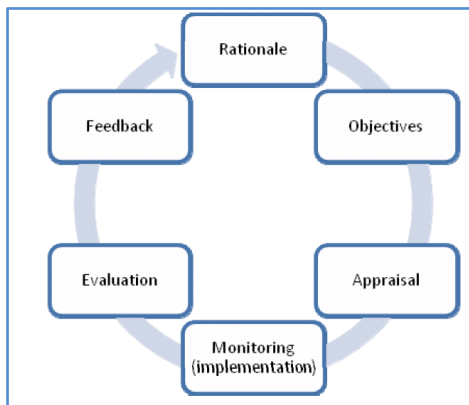 Rationale
Objectives
Appraisal
Monitoring
(implementation)
Evaluation
Feedback